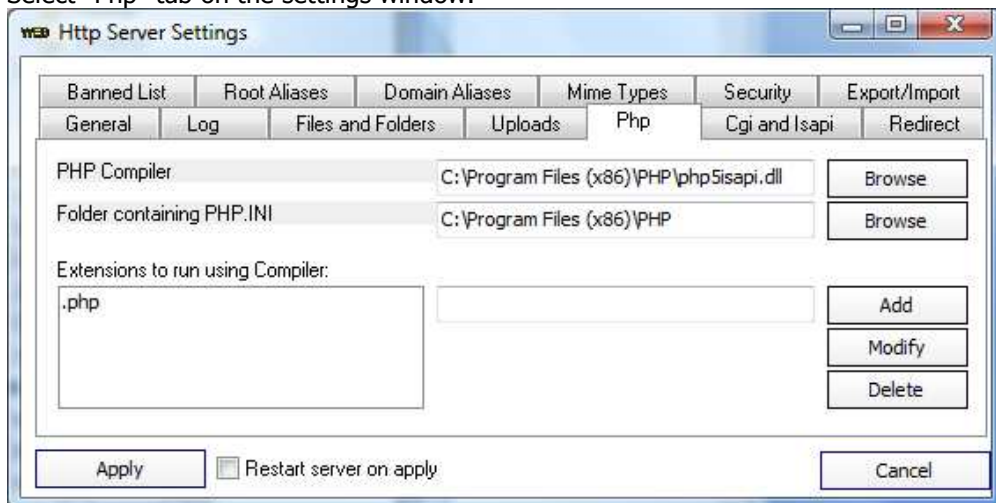 Select "Php" tab on the settings window.
WEB Http Server Settings
Banned List Root Aliases Domain Aliases Mime Types Security Export/Import
General Log Files and Folders Uploads Php Cgi and Isapi Redirect
PHP Compiler C:\Program Files (x86)\PHP\php5isapi.dll Browse
Folder containing PHP.INI C:\Program Files (x86)\PHP Browse
Extensions to run using Compiler:
.php Add
Modify
Delete
Apply Restart server on apply Cancel